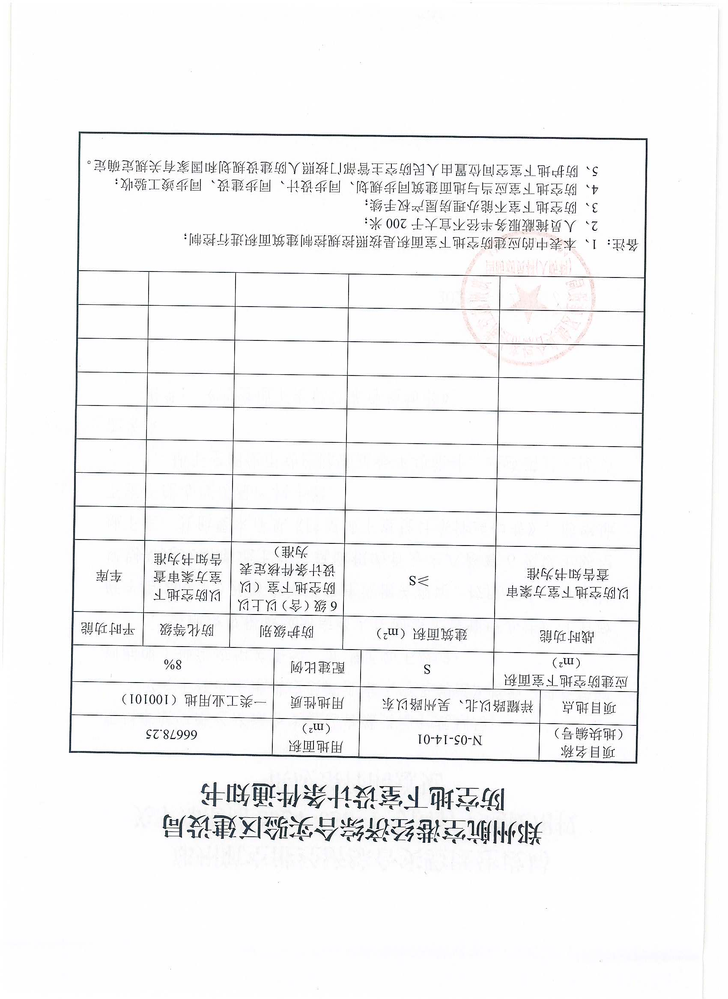 郑州航空港经济综合实验区建设局
防空地下室设计条件通知书
项目名称
（地块编号）
N-05-14-01
用地面积
（m²）
66678.25
项目地点
祥耀路以北、吴州路以东
用地性质
一类工业用地（100101）
应建防空地下室面积
（m²）
S
配建比例
8%
战时功能
建筑面积（m²）
防护级别
防化等级
平时功能
以防空地下室方案审
查告知书为准
≥S
6 级（含）以上以
防空地下室（以
设计条件核定表
为准）
以防空地下
室方案审查
告知书为准
车库
备注：1、本表中的应建防空地下室面积是按照控规控制建筑面积进行控制；
2、人员掩蔽服务半径不宜大于 200 米；
3、防空地下室不能办理房屋产权手续；
4、防空地下室应当与地面建筑同步规划、同步设计、同步建设、同步竣工验收；
5、防护地下室空间位置由人民防空主管部门按照人防建设规划和国家有关规定确定。